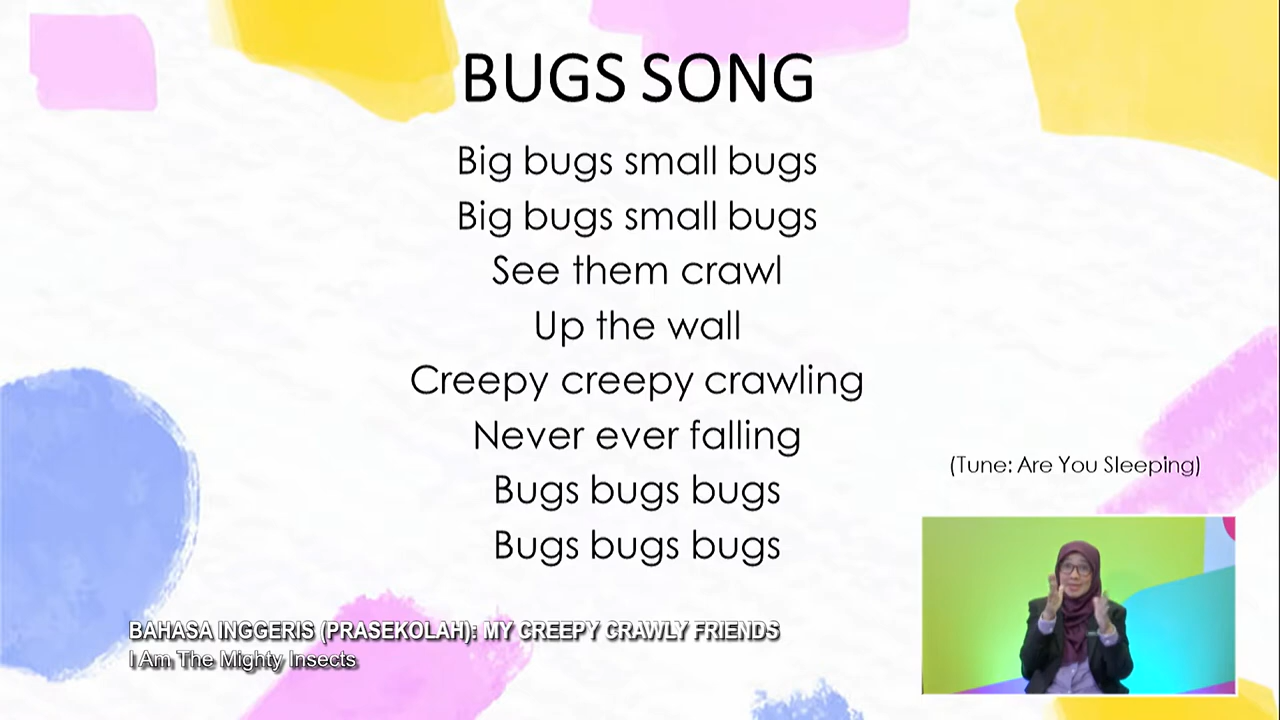 BUGS SONG
Big bugs small bugs
Big bugs small bugs
See them crawl
Up the wall
Creepy creepy crawling
Never ever falling
Bugs bugs bugs
Bugs bugs bugs
(Tune: Are You Sleeping)
BAHASA INGGERIS (PRASEKOLAH): MY CREEPY CRAWLY FRIENDS
I Am The Mighty Insects